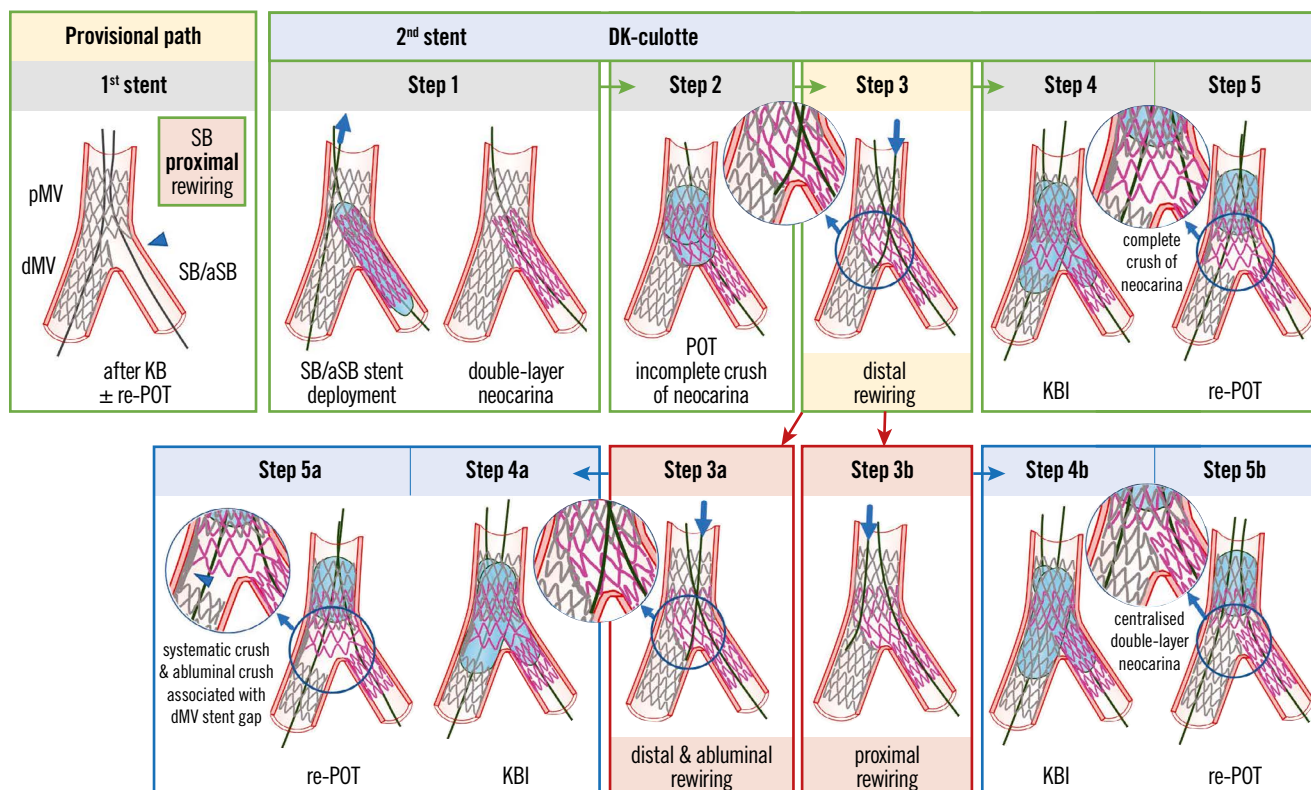 Provisional path
1st stent
SB
proximal
rewiring
pMV
dMV
SB/aSB
after KB
± re-POT
2nd stent
DK-culotte
Step 1
SB/aSB stent
deployment
double-layer
neocarina
Step 2
POT
incomplete crush
of neocarina
Step 3
distal
rewiring
Step 4
KBI
Step 5
complete
crush of
neocarina
re-POT
Step 5a
systematic crush
& abluminal crush
associated with
dMV stent gap
re-POT
Step 4a
KBI
Step 3a
distal & abluminal
rewiring
Step 3b
proximal
rewiring
Step 4b
KBI
Step 5b
centralised
double-layer
neocarina
re-POT